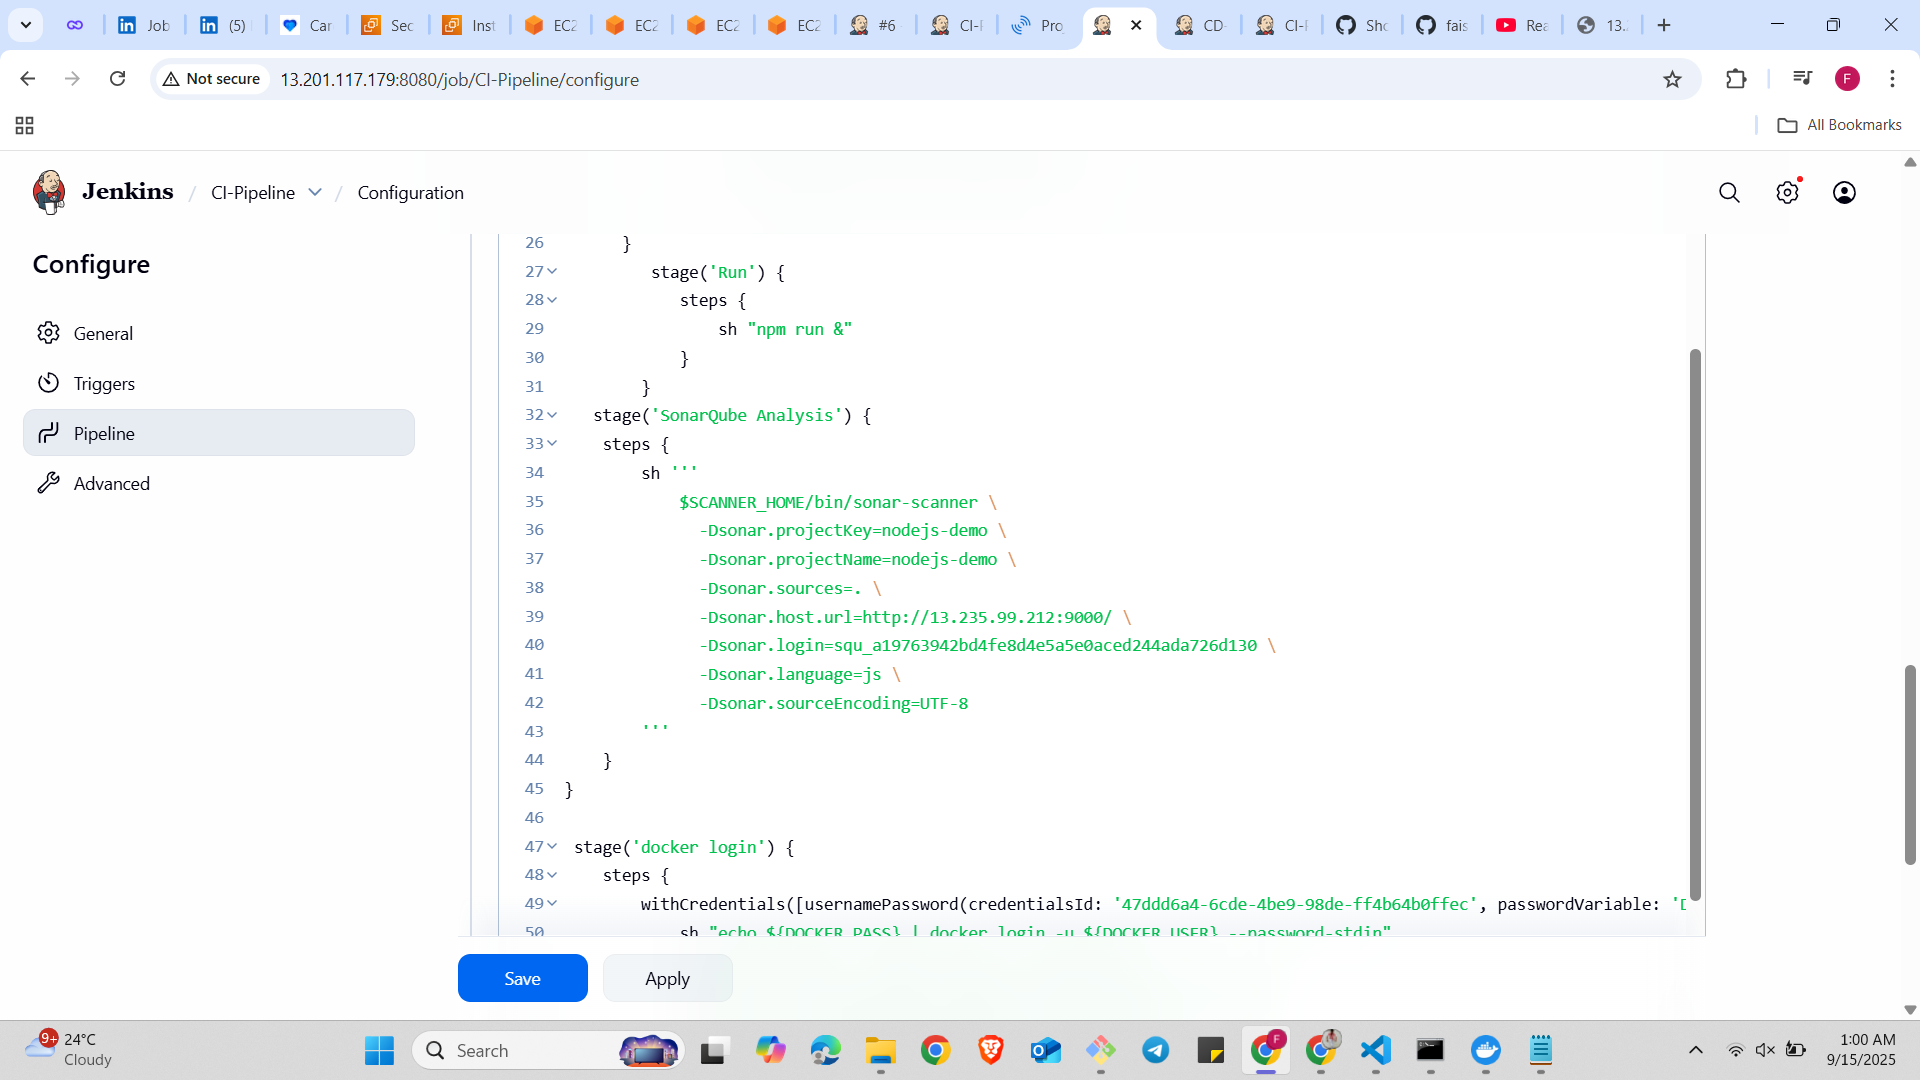 Job
(5)
Car
Sec
Inst
EC2
EC2
EC2
EC2
#6
CI-F
Pro
CD-
CI-F
Sho
fais
Rea
13.
Not secure
13.201.117.179:8080/job/CI-Pipeline/configure
F
All Bookmarks
Jenkins / CI-Pipeline / Configuration
Configure
General
Triggers
Pipeline
Advanced
26 }
27 stage('Run') {
28 steps {
29 sh "npm run &"
30 }
31 }
32 stage('SonarQube Analysis') {
33 steps {
34 sh '''
35 $SCANNER_HOME/bin/sonar-scanner \
36 -Dsonar.projectKey=nodejs-demo \
37 -Dsonar.projectName=nodejs-demo \
38 -Dsonar.sources=. \
39 -Dsonar.host.url=http://13.235.99.212:9000/ \
40 -Dsonar.login=squ_a19763942bd4fe8d4e5a5e0aced244ada726d130 \
41 -Dsonar.language=js \
42 -Dsonar.sourceEncoding=UTF-8
43 '''
44 }
45 }
46
47 stage('docker login') {
48 steps {
49 withCredentials([usernamePassword(credentialsId: '47ddd6a4-6cde-4be9-98de-ff4b64b0ffec', passwordVariable: 'D
50 sh "echo ${DOCKER_PASS} | docker login -u ${DOCKER_USER} --password-stdin"
Save
Apply
9+
24°C
Cloudy
Search
F
1:00 AM
9/15/2025